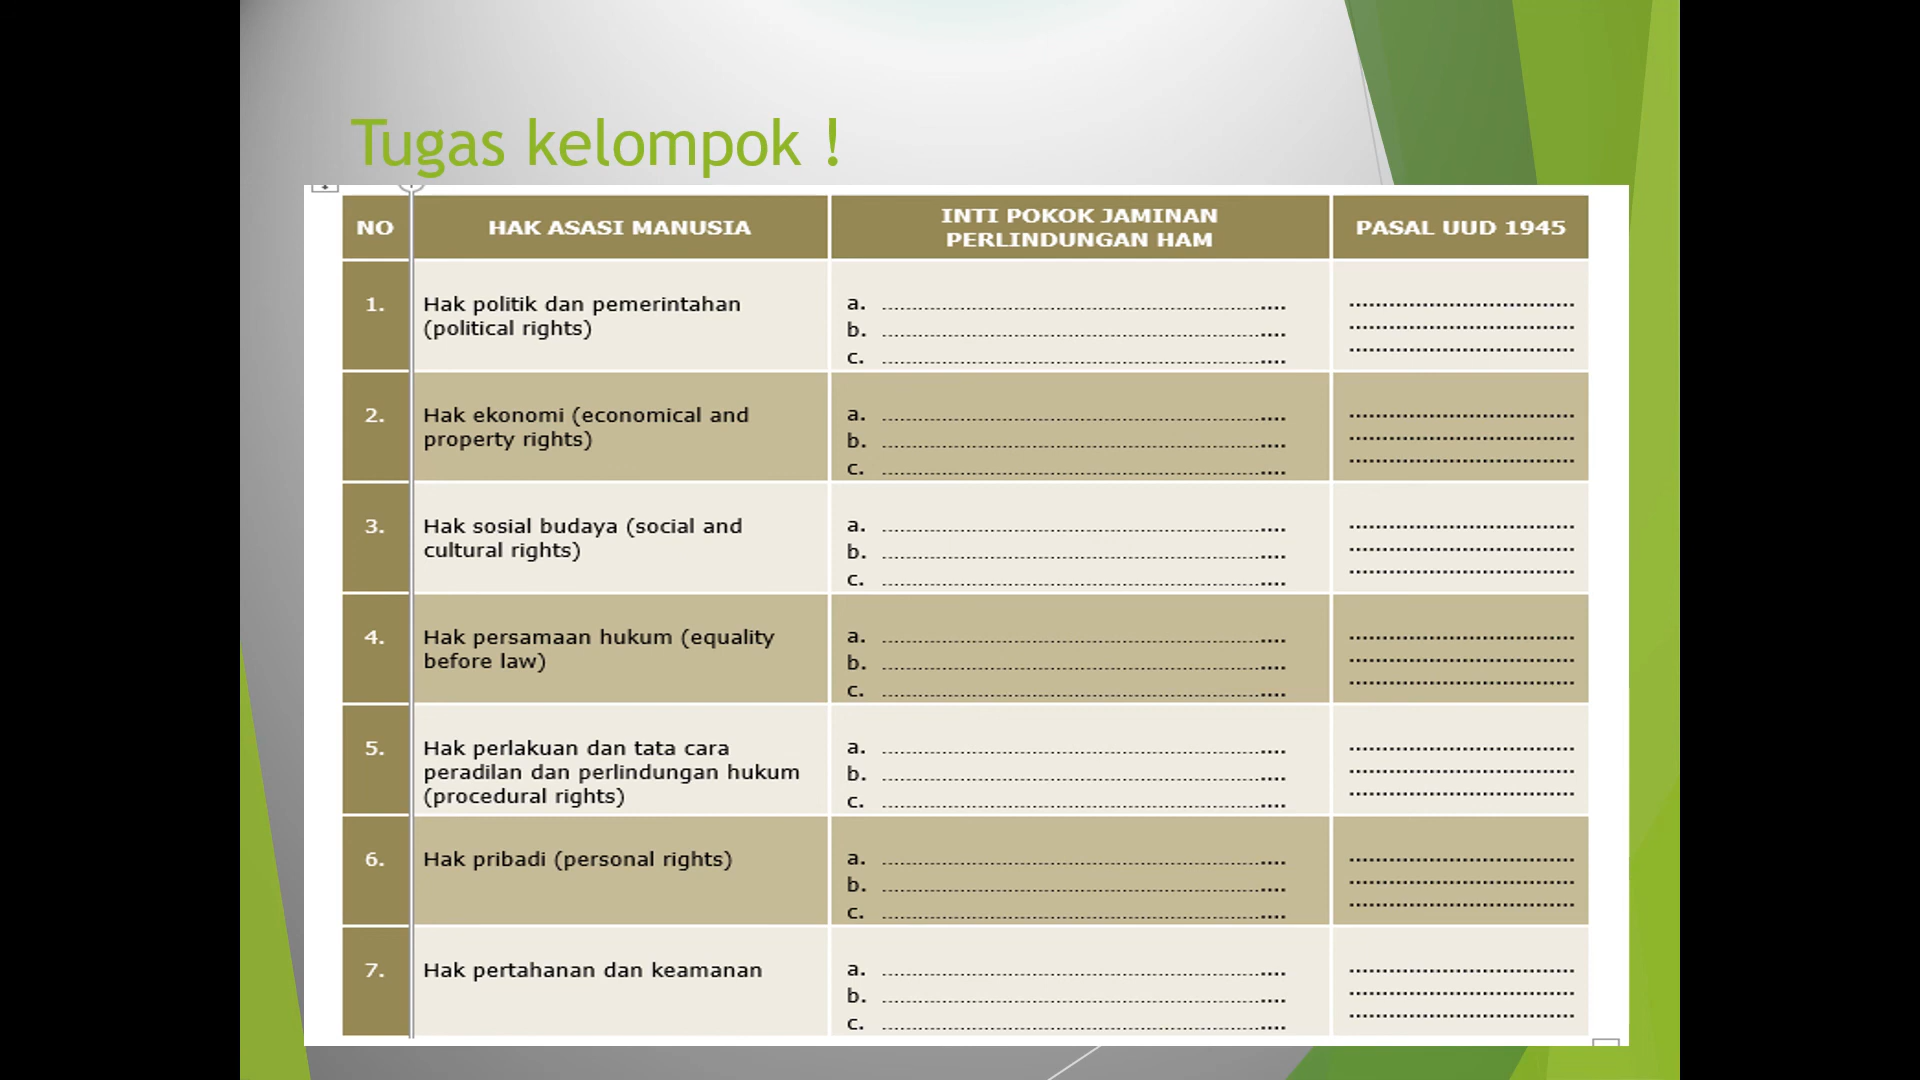 Tugas kelompok !
NO
HAK ASASI MANUSIA
INTI POKOK JAMINAN
PERLINDUNGAN HAM
PASAL UUD 1945
1.
Hak politik dan pemerintahan
(political rights)
a. ....................................................
b. ....................................................
c. ....................................................
..................................
..................................
..................................
2.
Hak ekonomi (economical and
property rights)
a. ....................................................
b. ....................................................
c. ....................................................
..................................
..................................
..................................
3.
Hak sosial budaya (social and
cultural rights)
a. ....................................................
b. ....................................................
c. ....................................................
..................................
..................................
..................................
4.
Hak persamaan hukum (equality
before law)
a. ....................................................
b. ....................................................
c. ....................................................
..................................
..................................
..................................
5.
Hak perlakuan dan tata cara
peradilan dan perlindungan hukum
(procedural rights)
a. ....................................................
b. ....................................................
c. ....................................................
..................................
..................................
..................................
6.
Hak pribadi (personal rights)
a. ....................................................
b. ....................................................
c. ....................................................
..................................
..................................
..................................
7.
Hak pertahanan dan keamanan
a. ....................................................
b. ....................................................
c. ....................................................
..................................
..................................
..................................